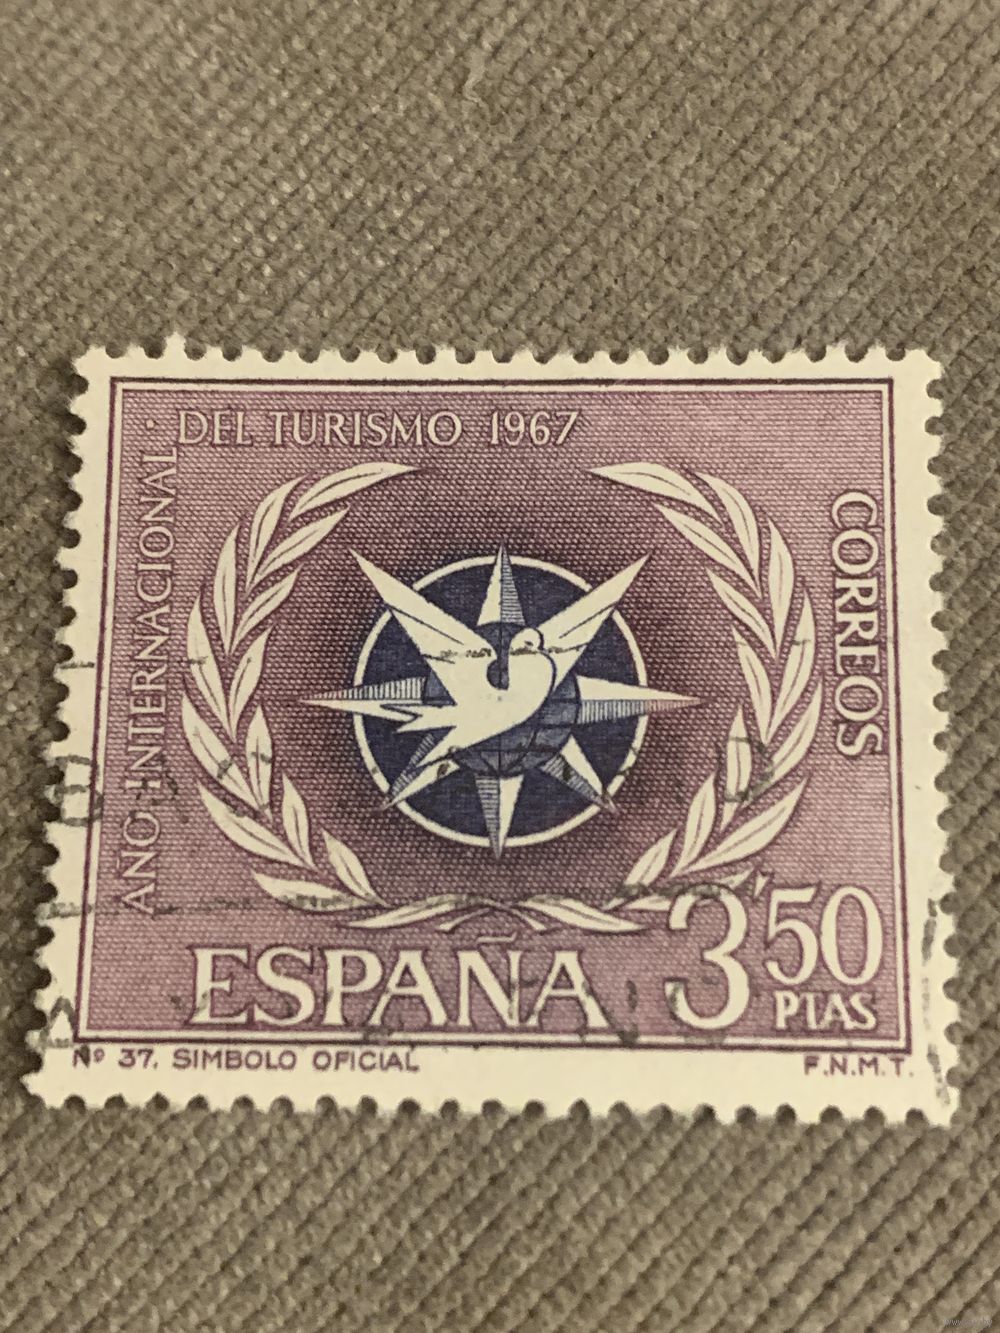 AÑO INTERNACIONAL · DEL TURISMO 1967
CORREOS
ESPAÑA 3'50 PTAS
Nº 37. SIMBOLO OFICIAL
F.N.M.T.